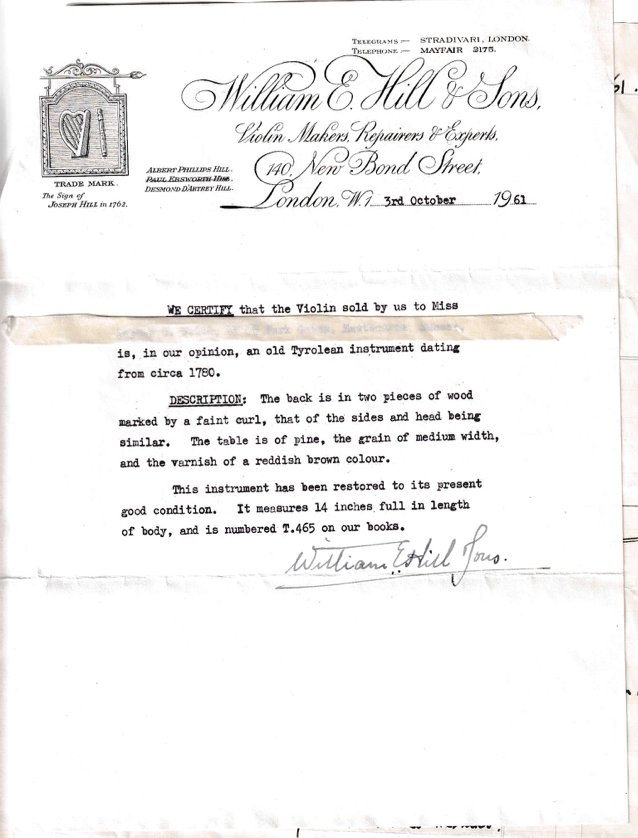 TELEGRAMS :— STRADIVARI, LONDON.
TELEPHONE :— MAYFAIR 2175.
William E. Hill & Sons,
Violin Makers, Repairers & Experts,
140, New Bond Street,
London, W.1 3rd October 1961
TRADE MARK.
The Sign of
JOSEPH HILL in 1762.
ALBERT PHILLIPS HILL.
PAUL EBSWORTH HILL.
DESMOND D'ARTREY HILL.
WE CERTIFY that the Violin sold by us to Miss
is, in our opinion, an old Tyrolean instrument dating
from circa 1780.
DESCRIPTION: The back is in two pieces of wood
marked by a faint curl, that of the sides and head being
similar. The table is of pine, the grain of medium width,
and the varnish of a reddish brown colour.
This instrument has been restored to its present
good condition. It measures 14 inches full in length
of body, and is numbered T.465 on our books.
William E Hill & Sons.